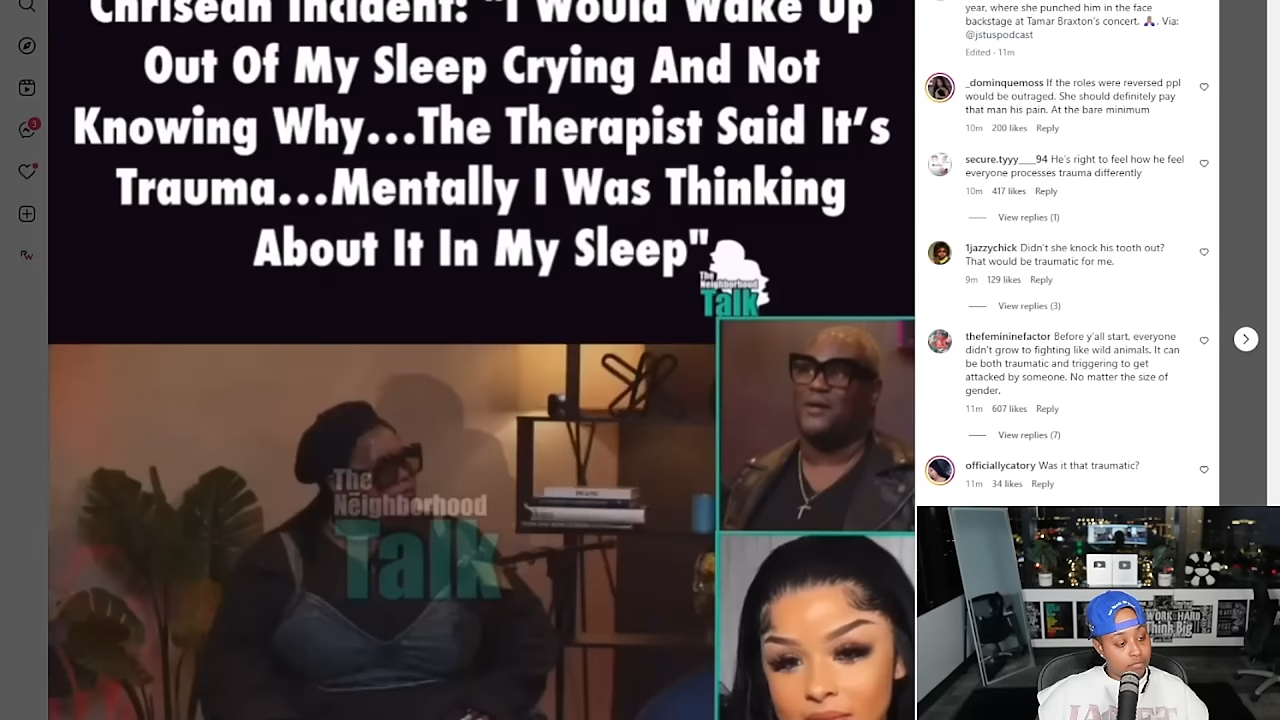 Chrisean Incident: "I Would Wake Up
Out Of My Sleep Crying And Not
Knowing Why...The Therapist Said It's
Trauma...Mentally I Was Thinking
About It In My Sleep"
The
Neighborhood
Talk
The
Neighborhood
Talk
3
RW
year, where she punched him in the face
backstage at Tamar Braxton's concert. 🙏🏽. Via:
@jstuspodcast
Edited · 11m
_dominquemoss If the roles were reversed ppl
would be outraged. She should definitely pay
that man his pain. At the bare minimum
10m 200 likes Reply
secure.tyyy___94 He's right to feel how he feel
everyone processes trauma differently
10m 417 likes Reply
View replies (1)
1jazzychick Didn't she knock his tooth out?
That would be traumatic for me.
9m 129 likes Reply
View replies (3)
thefemininefactor Before y'all start, everyone
didn't grow to fighting like wild animals. It can
be both traumatic and triggering to get
attacked by someone. No matter the size of
gender.
11m 607 likes Reply
View replies (7)
officiallycatory Was it that traumatic?
11m 34 likes Reply
WORK HARD
Think Big